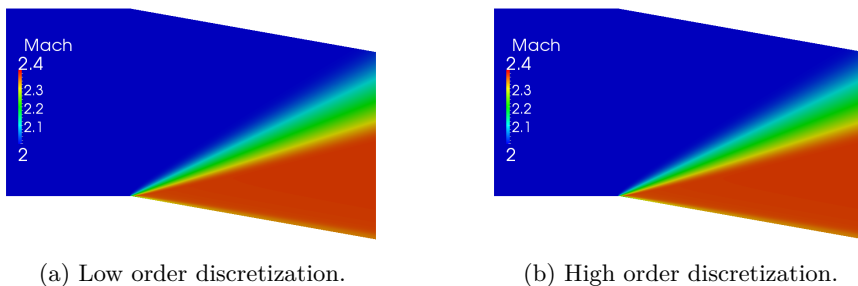 Mach
2.4
2.3
2.2
2.1
2
Mach
2.4
2.3
2.2
2.1
2
(a) Low order discretization.
(b) High order discretization.